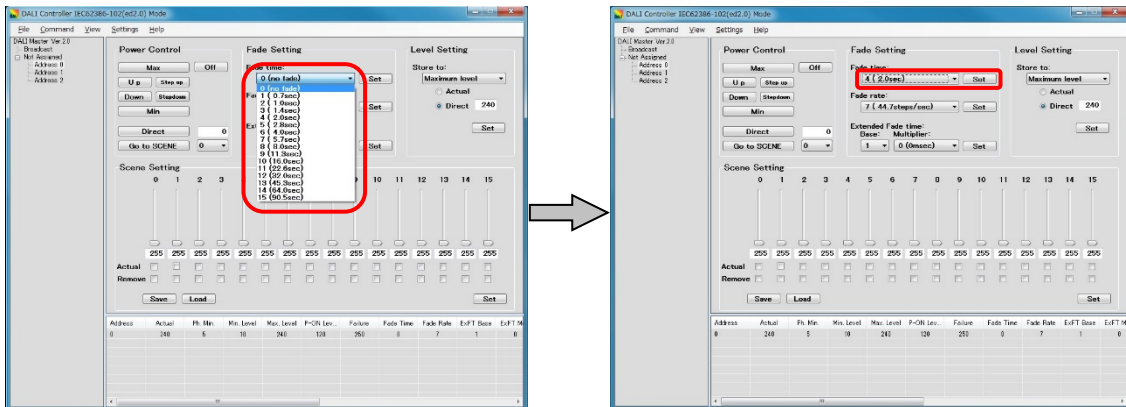 DALI Controller IEC62386-102(ed2.0) Mode
File Command View Settings Help
DALI Master Ver.2.0
Broadcast
Not Assigned
Address 0
Address 1
Address 2
Power Control
Max Off
Up Step up
Down Stepdown
Min
Direct 0
Go to SCENE 0
Fade Setting
Fade time:
0 (no fade) Set
0 (no fade)
1 ( 0.7sec)
2 ( 1.0sec)
3 ( 1.4sec)
4 ( 2.0sec)
5 ( 2.8sec)
6 ( 4.0sec)
7 ( 5.7sec)
8 ( 8.0sec)
9 (11.3sec)
10 (16.0sec)
11 (22.6sec)
12 (32.0sec)
13 (45.3sec)
14 (64.0sec)
15 (90.5sec)
Set
Set
Level Setting
Store to:
Maximum level
Actual
Direct 240
Set
Scene Setting
0 1 2 3 9 10 11 12 13 14 15
255 255 255 255 255 255 255 255 255 255 255 255 255 255 255 255
Actual
Remove
Save Load Set
Address Actual Ph. Min. Min. Level Max. Level P-ON Lev... Failure Fade Time Fade Rate ExFT Base ExFT M
0 240 5 10 240 120 250 0 7 1 0
DALI Controller IEC62386-102(ed2.0) Mode
File Command View Settings Help
DALI Master Ver.2.0
Broadcast
Not Assigned
Address 0
Address 1
Address 2
Power Control
Max Off
Up Step up
Down Stepdown
Min
Direct 0
Go to SCENE 0
Fade Setting
Fade time:
4 ( 2.0sec) Set
Fade rate:
7 ( 44.7steps/sec) Set
Extended Fade time:
Base: Multiplier:
1 0 (0msec) Set
Level Setting
Store to:
Maximum level
Actual
Direct 240
Set
Scene Setting
0 1 2 3 4 5 6 7 8 9 10 11 12 13 14 15
255 255 255 255 255 255 255 255 255 255 255 255 255 255 255 255
Actual
Remove
Save Load Set
Address Actual Ph. Min. Min. Level Max. Level P-ON Lev... Failure Fade Time Fade Rate ExFT Base ExFT M
0 240 5 10 240 120 250 0 7 1 0